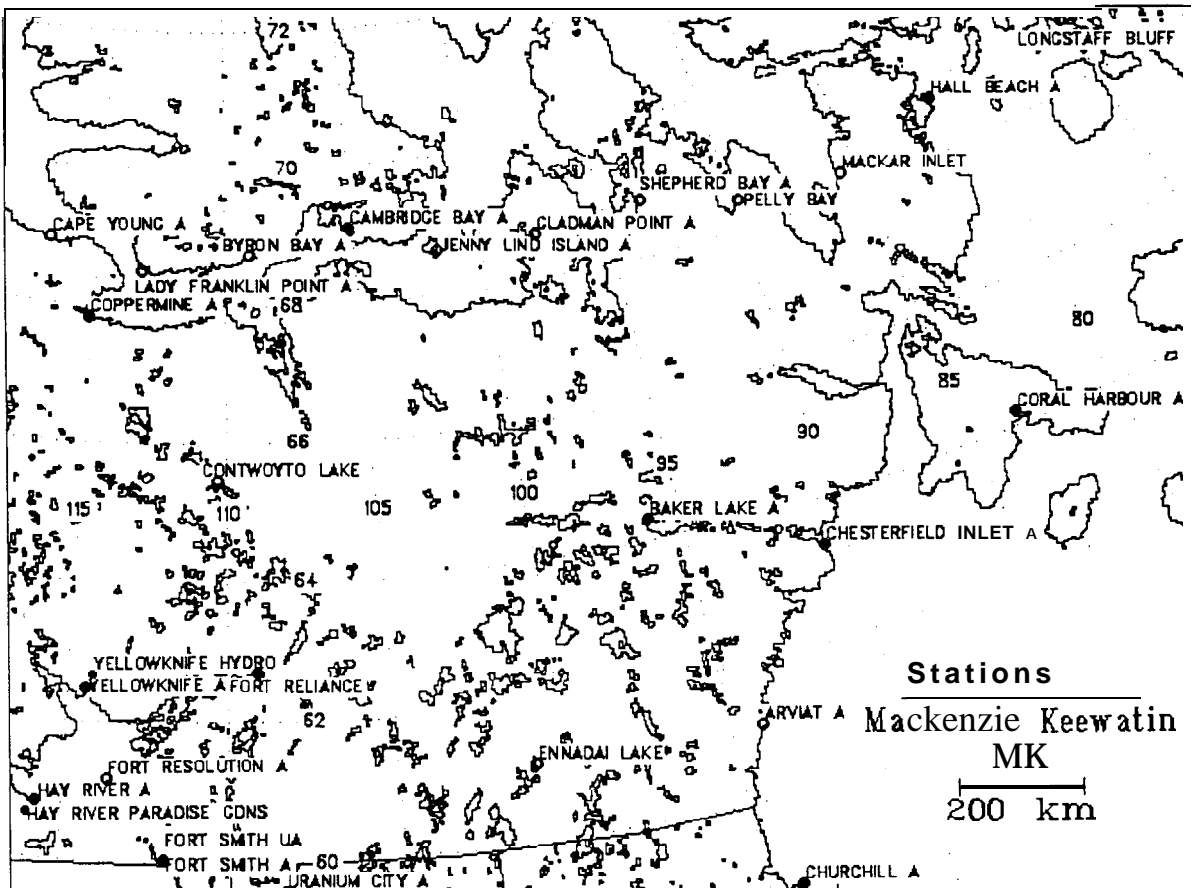 72
LONGSTAFF BLUFF
HALL BEACH A
70
MACKAR INLET
SHEPHERD BAY A
PELLY BAY
CAPE YOUNG A
CAMBRIDGE BAY A
GLADMAN POINT A
BYRON BAY A
JENNY LIND ISLAND A
LADY FRANKLIN POINT A
COPPERMINE A
68
80
85
CORAL HARBOUR A
66
90
CONTWOYTO LAKE
95
100
115
110
105
BAKER LAKE A
CHESTERFIELD INLET A
64
YELLOWKNIFE HYDRO
YELLOWKNIFE A
FORT RELIANCE
62
Stations
Mackenzie Keewatin
MK
200 km
ARVIAT A
ENNADAI LAKE
FORT RESOLUTION A
HAY RIVER A
HAY RIVER PARADISE GDNS
FORT SMITH UA
FORT SMITH A
60
URANIUM CITY A
CHURCHILL A